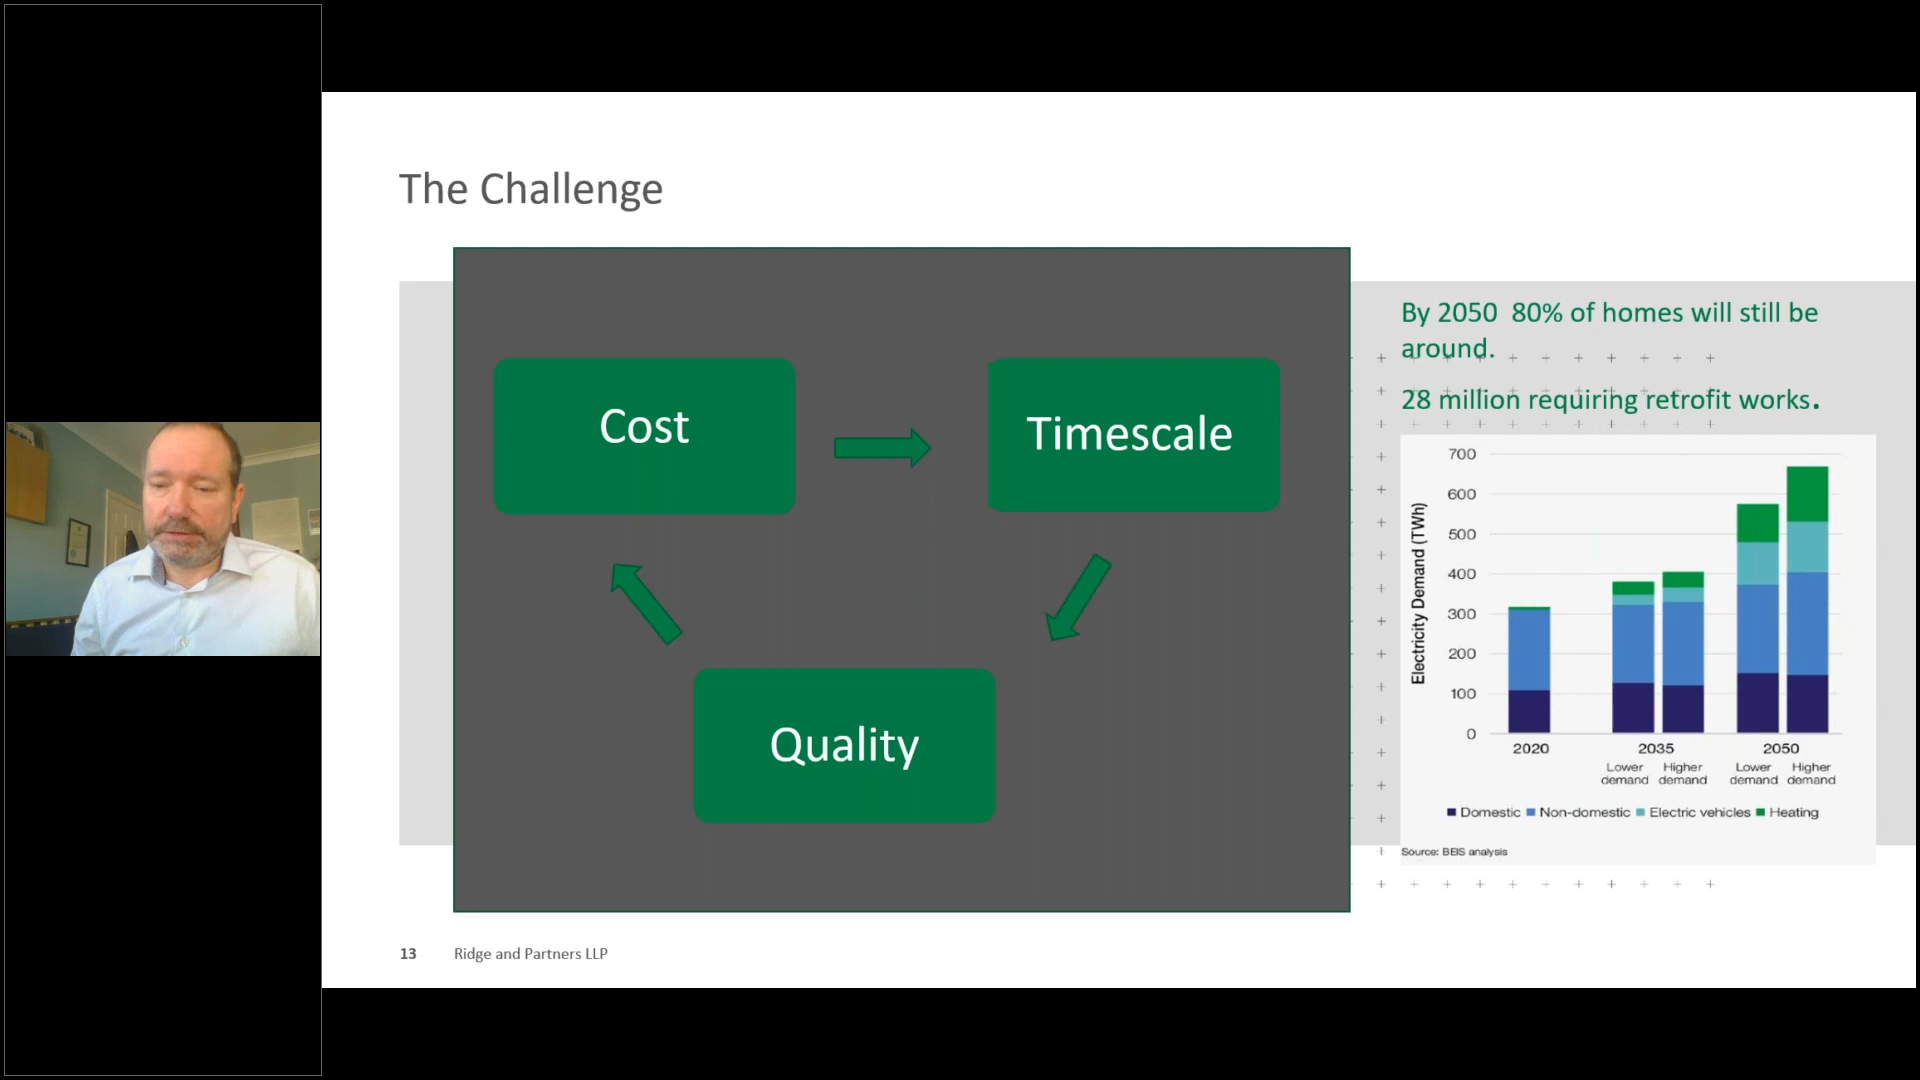 The Challenge
Cost
Timescale
Quality
By 2050  80% of homes will still be
around.
28 million requiring retrofit works.
Electricity Demand (TWh)
700
600
500
400
300
200
100
0
2020
2035
2050
Lower demand
Higher demand
Lower demand
Higher demand
Domestic
Non-domestic
Electric vehicles
Heating
Source: BEIS analysis
13
Ridge and Partners LLP